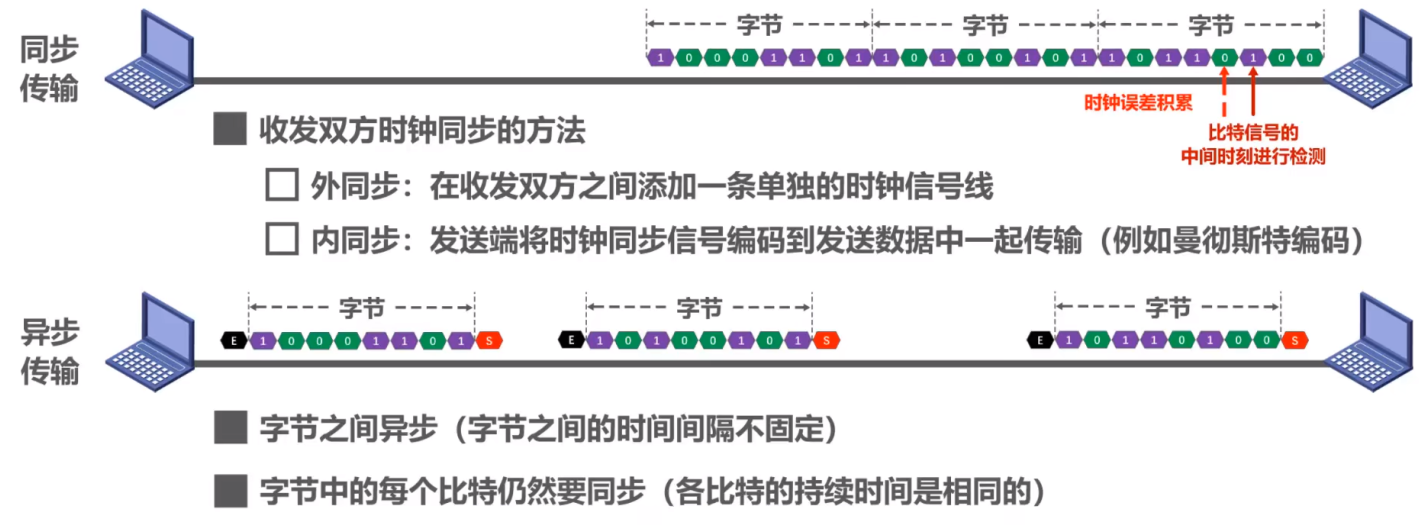 同步
传输
字节 字节 字节
1 0 0 0 1 1 0 1 1 0 1 0 0 1 0 1 1 0 1 1 0 1 0 0
时钟误差积累
比特信号的
中间时刻进行检测
收发双方时钟同步的方法
外同步：在收发双方之间添加一条单独的时钟信号线
内同步：发送端将时钟同步信号编码到发送数据中一起传输（例如曼彻斯特编码）
异步
传输
字节 字节 字节
E 1 0 0 0 1 1 0 1 S E 1 0 1 0 0 1 0 1 S E 1 0 1 1 0 1 0 0 S
字节之间异步（字节之间的时间间隔不固定）
字节中的每个比特仍然要同步（各比特的持续时间是相同的）